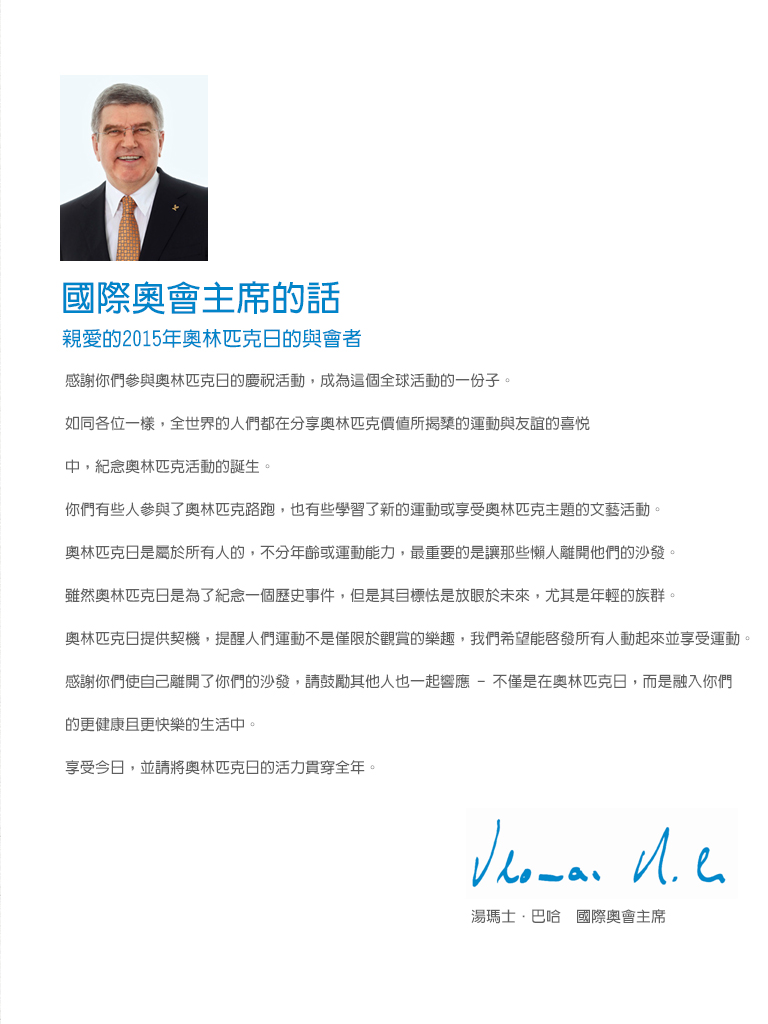 國際奧會主席的話
親愛的2015年奧林匹克日的與會者
感謝你們參與奧林匹克日的慶祝活動，成為這個全球活動的一份子。
如同各位一樣，全世界的人們都在分享奧林匹克價值所揭櫫的運動與友誼的喜悅
中，紀念奧林匹克活動的誕生。
你們有些人參與了奧林匹克路跑，也有些學習了新的運動或享受奧林匹克主題的文藝活動。
奧林匹克日是屬於所有人的，不分年齡或運動能力，最重要的是讓那些懶人離開他們的沙發。
雖然奧林匹克日是為了紀念一個歷史事件，但是其目標怯是放眼於未來，尤其是年輕的族群。
奧林匹克日提供契機，提醒人們運動不是僅限於觀賞的樂趣，我們希望能啓發所有人動起來並享受運動。
感謝你們使自己離開了你們的沙發，請鼓勵其他人也一起響應 – 不僅是在奧林匹克日，而是融入你們
的更健康且更快樂的生活中。
享受今日，並請將奧林匹克日的活力貫穿全年。
湯瑪士．巴哈　國際奧會主席